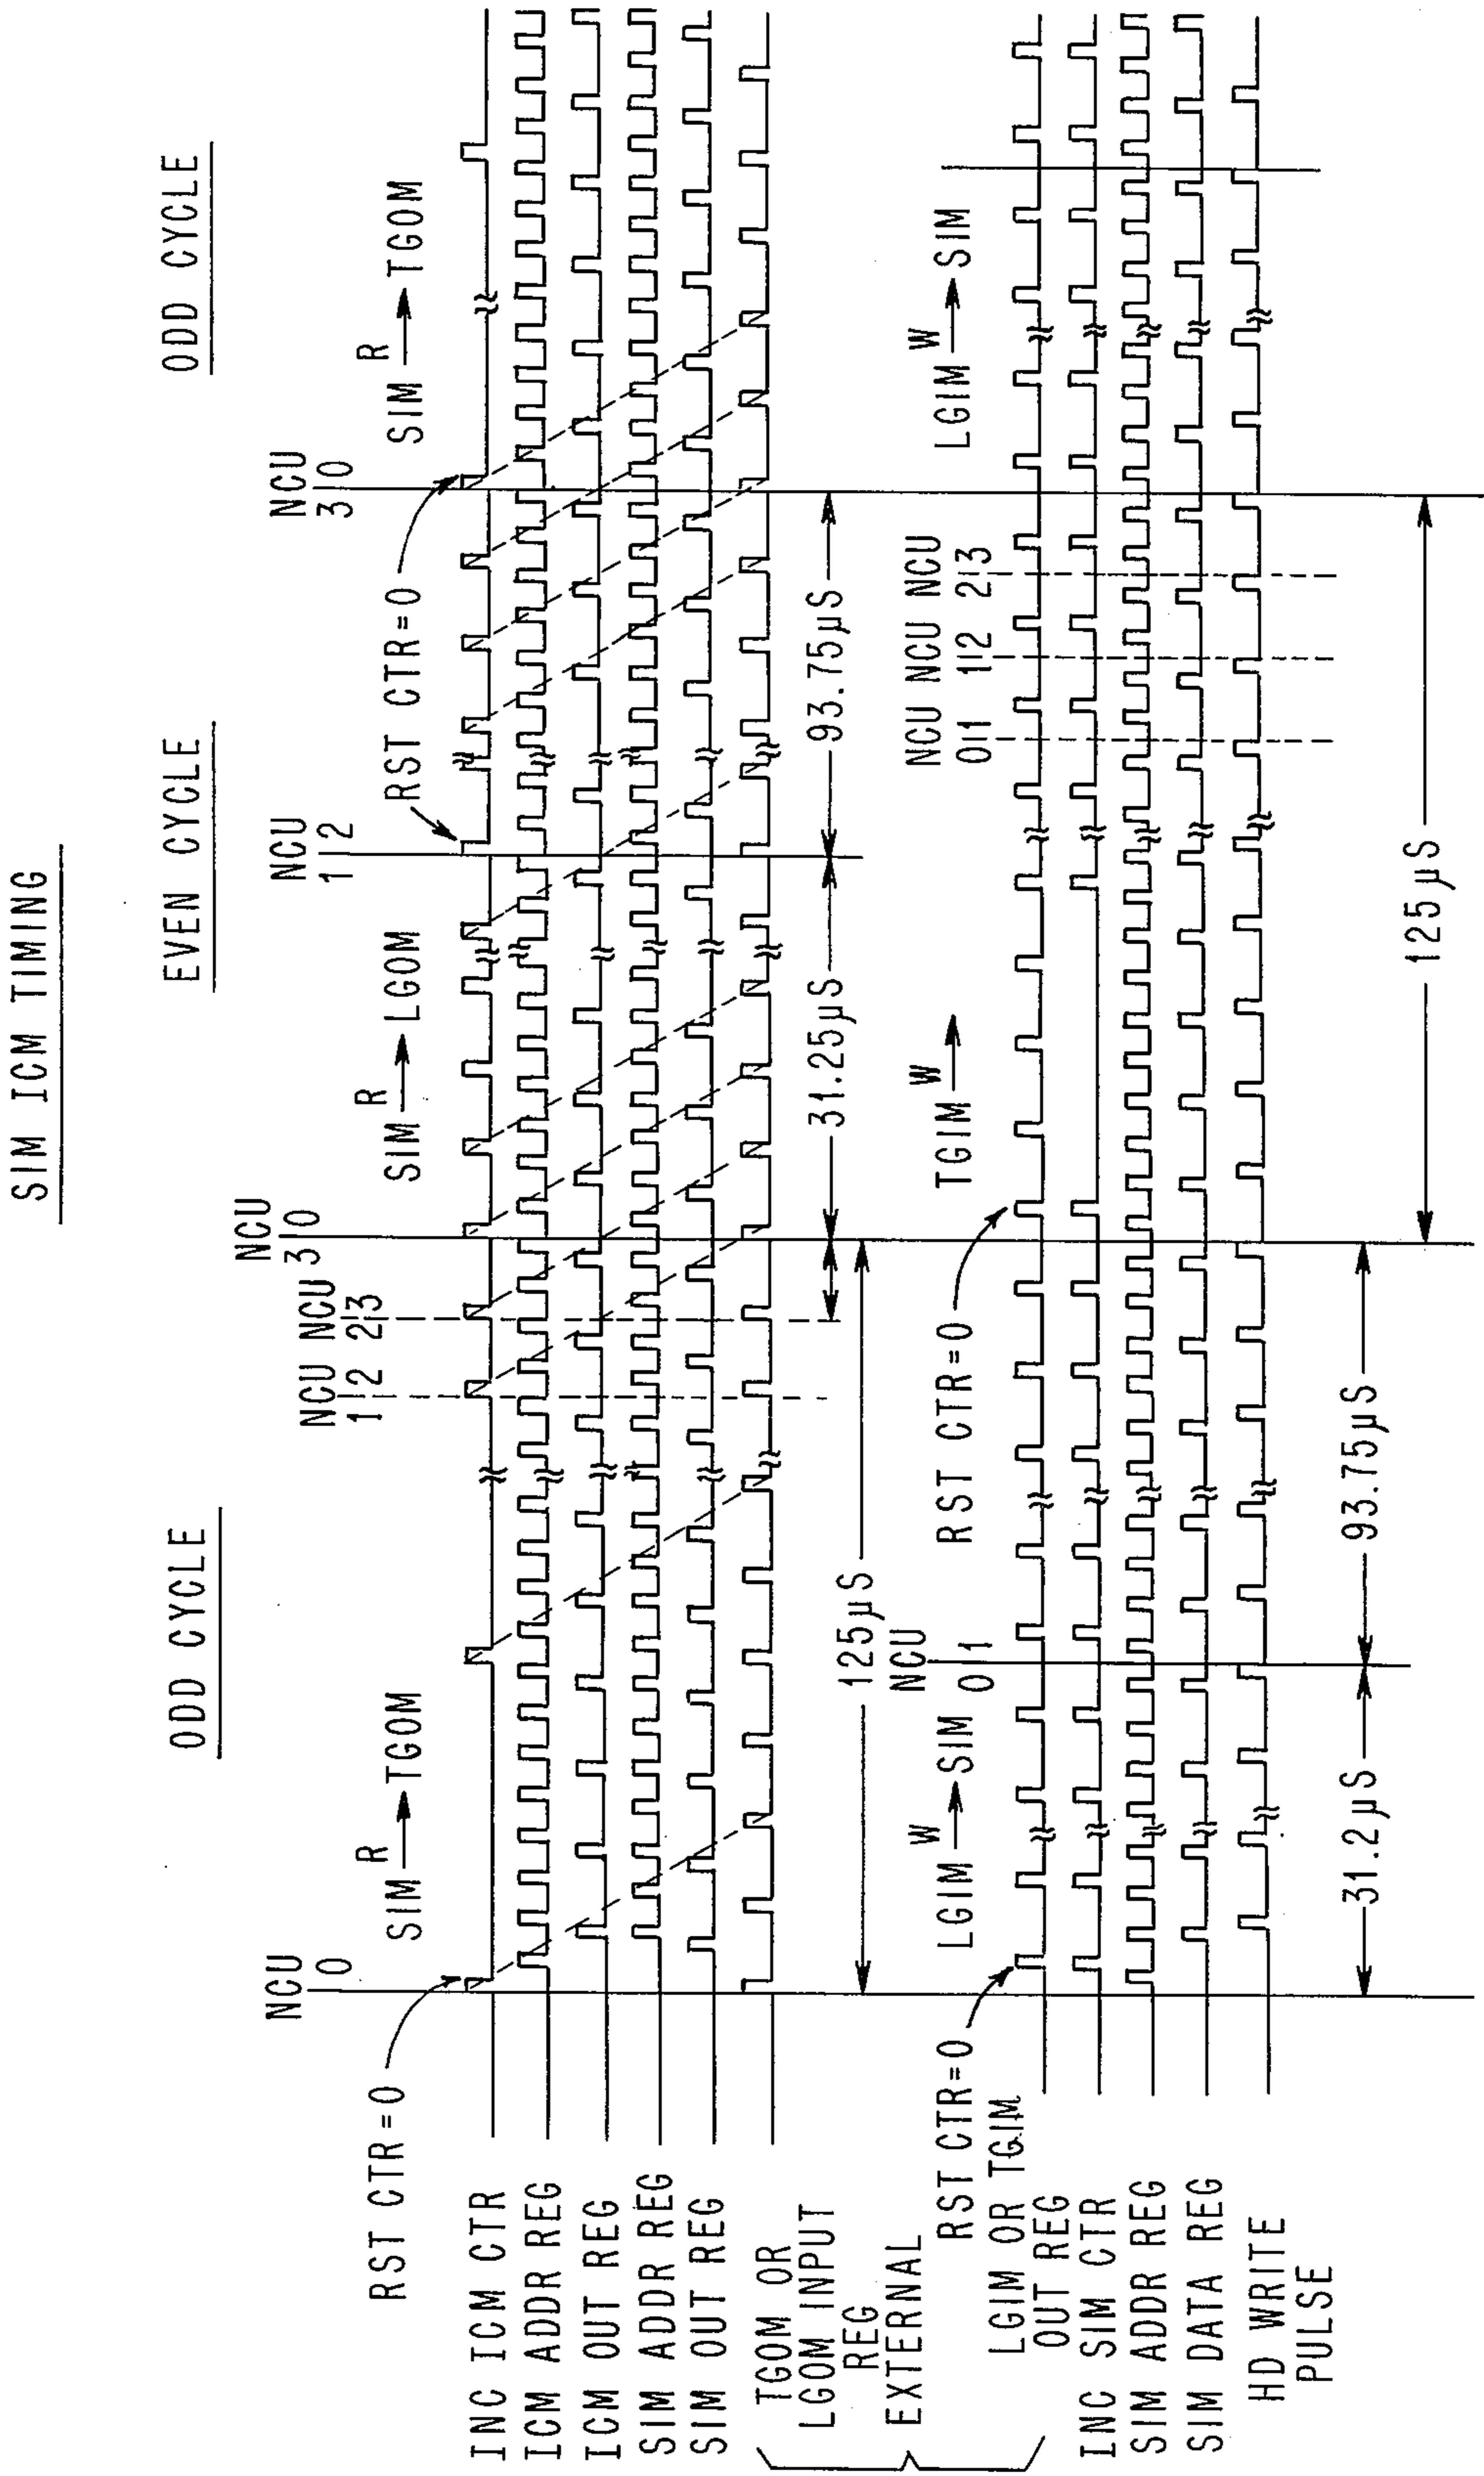 SIM ICM TIMING
ODD CYCLE
EVEN CYCLE
ODD CYCLE
NCU
0
NCU NCU
1 2 2 3
NCU
3 0
NCU
1 2
NCU
3 0
RST CTR=0
SIM R → TGOM
SIM R → LGOM
RST CTR=0
SIM R → TGOM
INC ICM CTR
ICM ADDR REG
ICM OUT REG
SIM ADDR REG
SIM OUT REG
TGOM OR
LGOM INPUT
REG
EXTERNAL
125µS
31.25µS
93.75µS
RST CTR=0
LGIM W → SIM
NCU
0 1
RST CTR=0
TGIM W →
NCU NCU NCU
0 1 1 2 2 3
LGIM W → SIM
LGIM OR TGIM
OUT REG
INC SIM CTR
SIM ADDR REG
SIM DATA REG
HD WRITE
PULSE
31.2µS
93.75µS
125µS